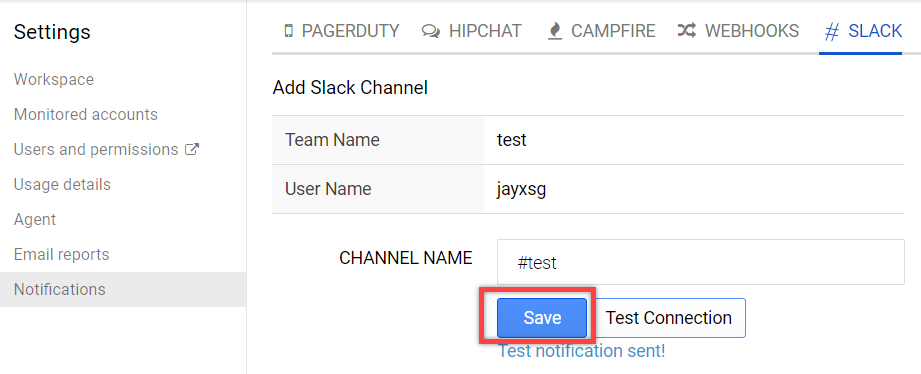 Settings
Workspace
Monitored accounts
Users and permissions
Usage details
Agent
Email reports
Notifications
PAGERDUTY HIPCHAT CAMPFIRE WEBHOOKS # SLACK
Add Slack Channel
Team Name test
User Name jayxsg
CHANNEL NAME #test
Save Test Connection
Test notification sent!